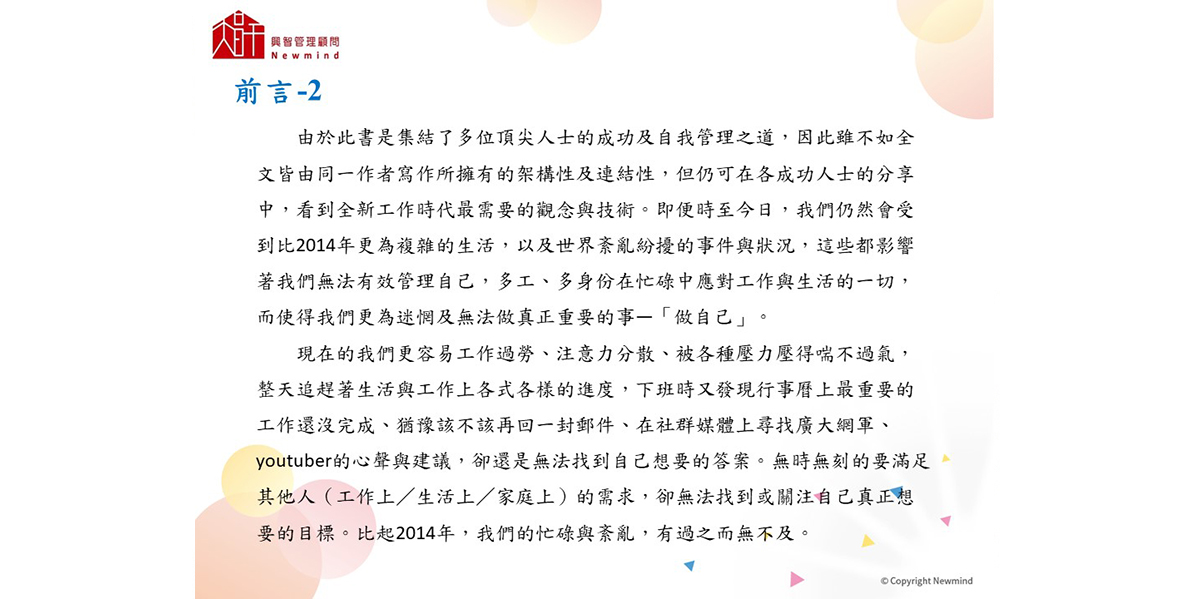 興智管理顧問
Newmind
前言-2
由於此書是集結了多位頂尖人士的成功及自我管理之道，因此雖不如全
文皆由同一作者寫作所擁有的架構性及連結性，但仍可在各成功人士的分享
中，看到全新工作時代最需要的觀念與技術。即便時至今日，我們仍然會受
到比2014年更為複雜的生活，以及世界紊亂紛擾的事件與狀況，這些都影響
著我們無法有效管理自己，多工、多身份在忙碌中應對工作與生活的一切，
而使得我們更為迷惘及無法做真正重要的事—「做自己」。
現在的我們更容易工作過勞、注意力分散、被各種壓力壓得喘不過氣，
整天追趕著生活與工作上各式各樣的進度，下班時又發現行事曆上最重要的
工作還沒完成、猶豫該不該再回一封郵件、在社群媒體上尋找廣大網軍、
youtuber的心聲與建議，卻還是無法找到自己想要的答案。無時無刻的要滿足
其他人（工作上／生活上／家庭上）的需求，卻無法找到或關注自己真正想
要的目標。比起2014年，我們的忙碌與紊亂，有過之而無不及。
© Copyright Newmind